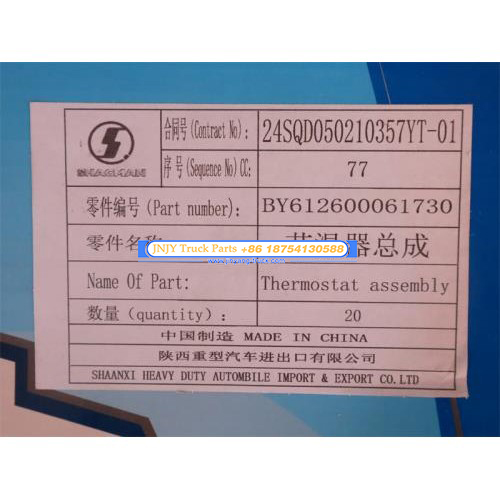 SHACMAN
合同号(Contract No): 24SQD050210357YT-01
序号(Sequence No)CC: 77
零件编号(Part number): BY612600061730
零件名称 节温器总成
JNJY Truck Parts +86 18754130588
Name Of Part: Thermostat assembly
数量(quantity): 20
中国制造 MADE IN CHINA
陕西重型汽车进出口有限公司
SHAANXI HEAVY DUTY AUTOMBILE IMPORT & EXPORT CO.LTD